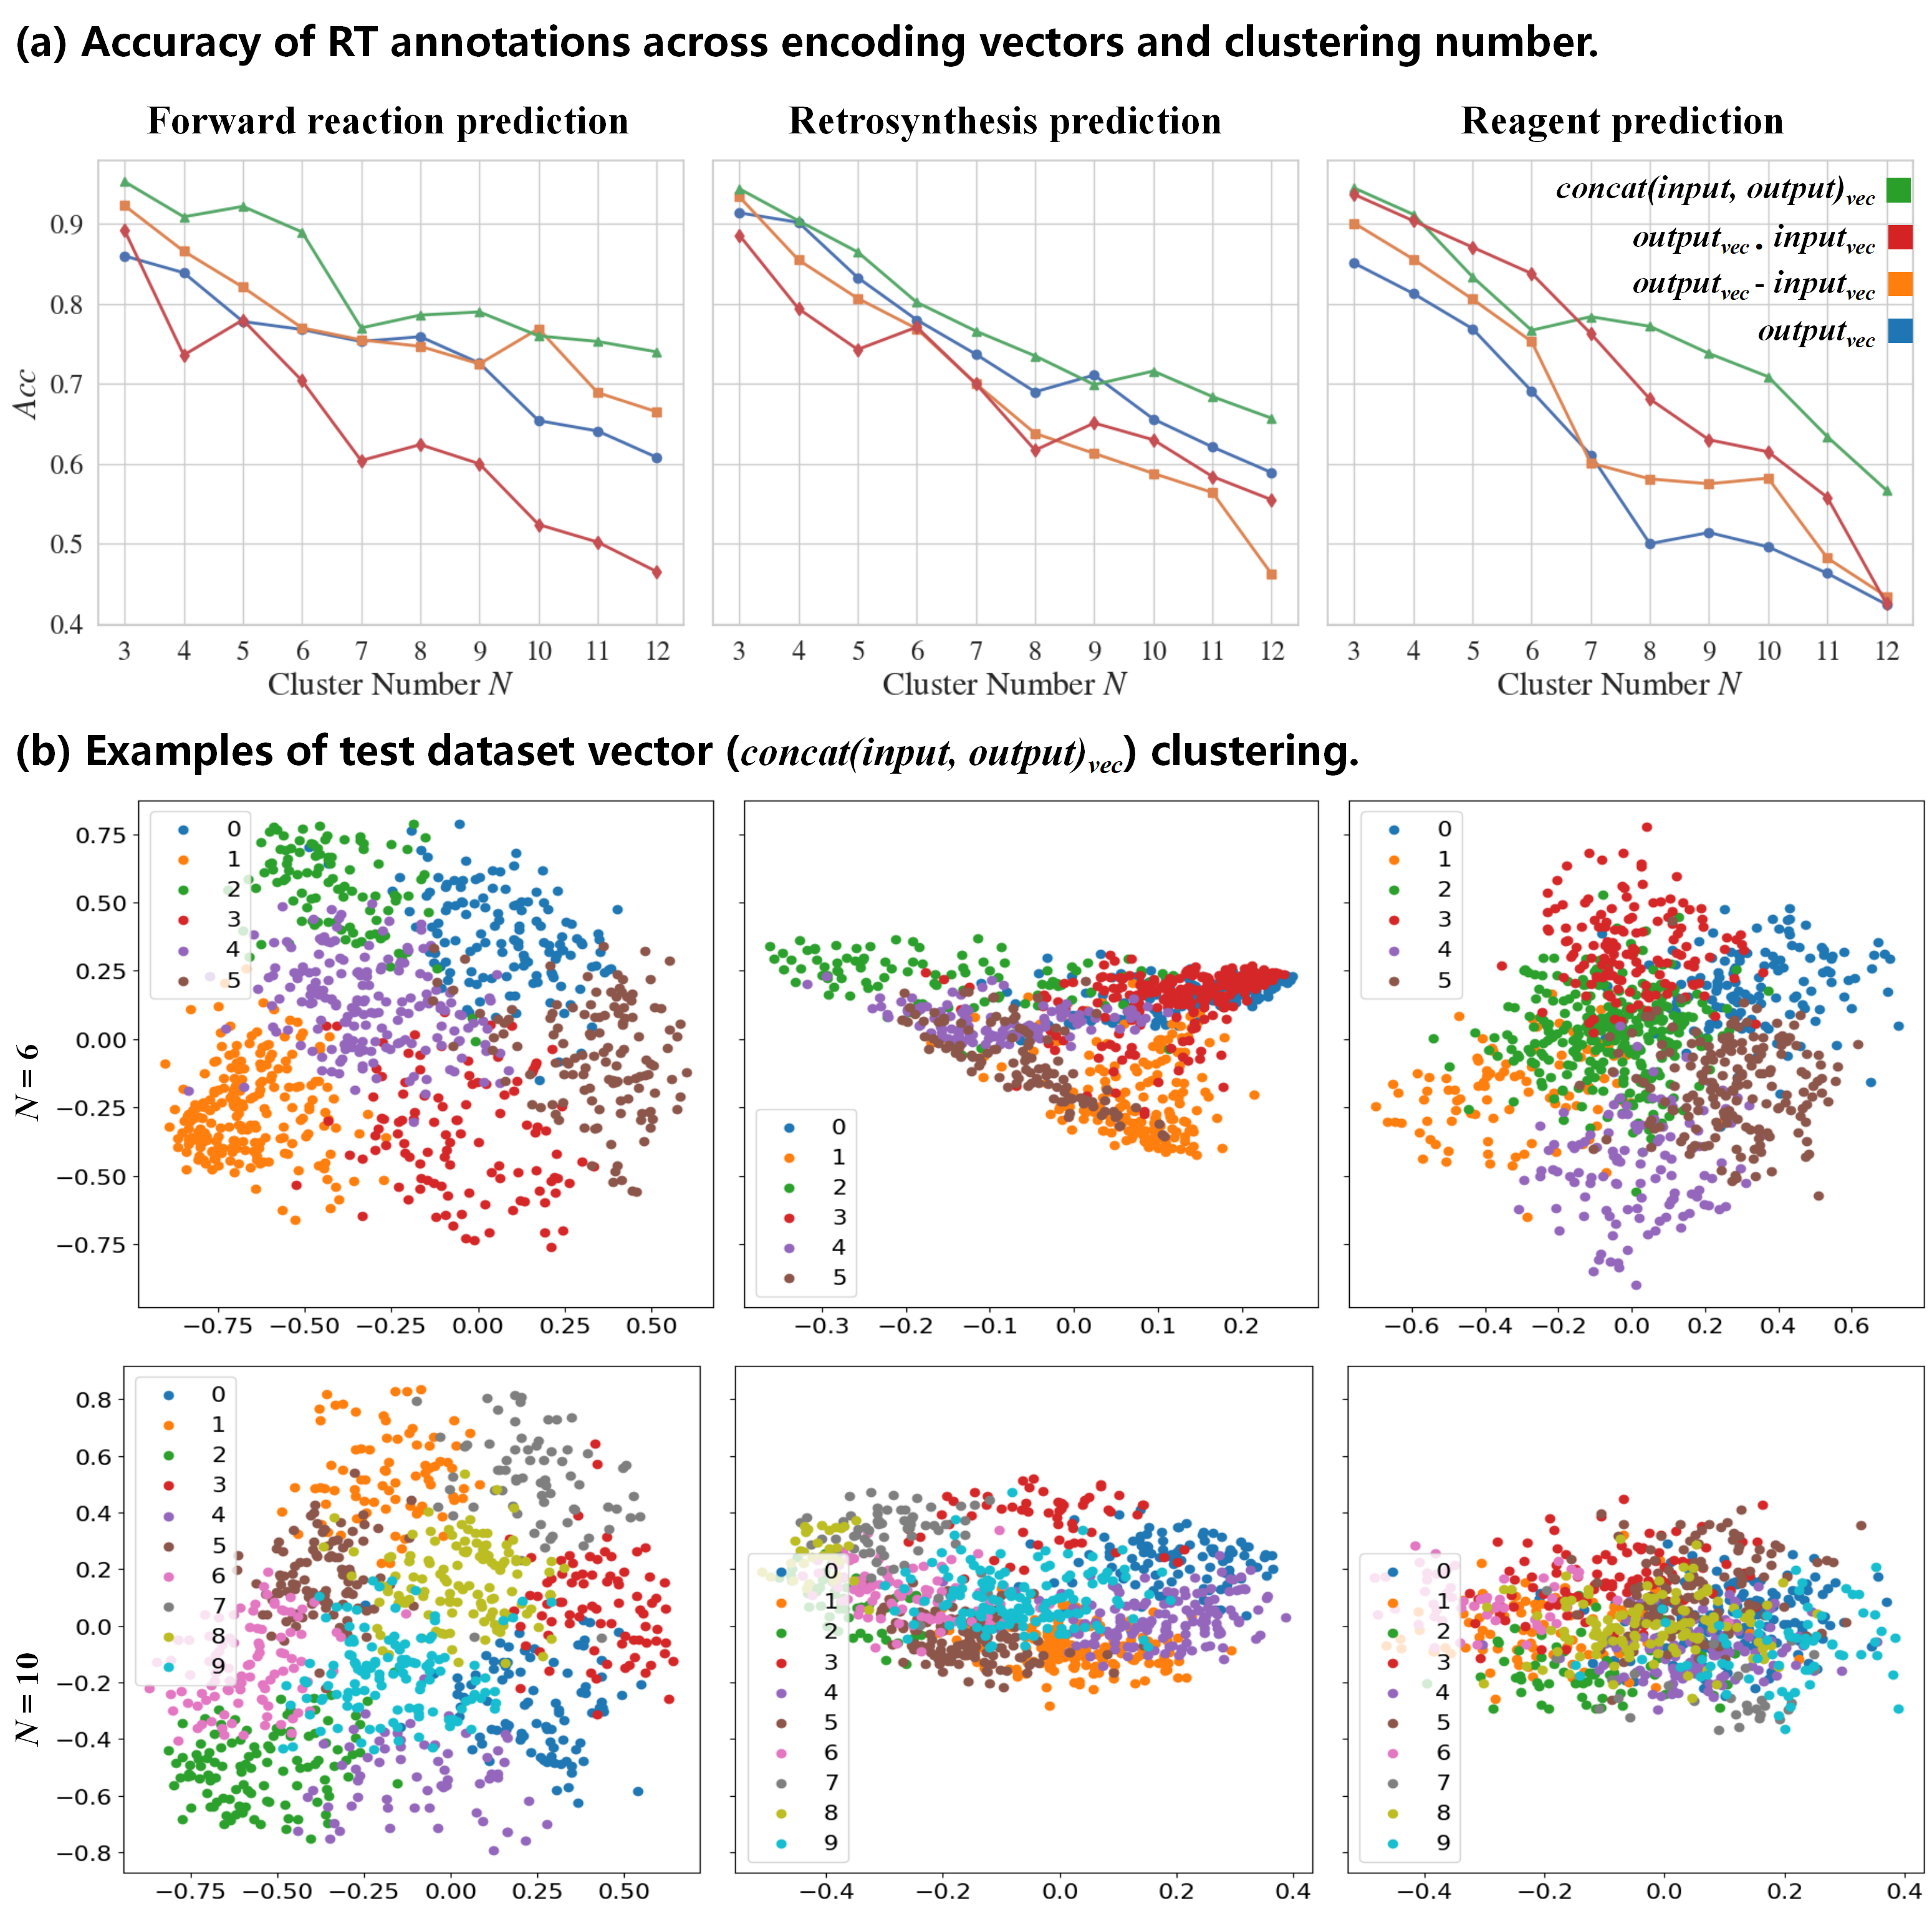 (a) Accuracy of RT annotations across encoding vectors and clustering number.
Forward reaction prediction
Retrosynthesis prediction
Reagent prediction
concat(input, output)vec
outputvec . inputvec
outputvec - inputvec
outputvec
Acc
0.9
0.8
0.7
0.6
0.5
0.4
3 4 5 6 7 8 9 10 11 12
3 4 5 6 7 8 9 10 11 12
3 4 5 6 7 8 9 10 11 12
Cluster Number N
Cluster Number N
Cluster Number N
(b) Examples of test dataset vector (concat(input, output)vec) clustering.
N = 6
0.75
0.50
0.25
0.00
−0.25
−0.50
−0.75
0
1
2
3
4
5
−0.75 −0.50 −0.25 0.00 0.25 0.50
0
1
2
3
4
5
−0.3 −0.2 −0.1 0.0 0.1 0.2
0
1
2
3
4
5
−0.6 −0.4 −0.2 0.0 0.2 0.4 0.6
N = 10
0.8
0.6
0.4
0.2
0.0
−0.2
−0.4
−0.6
−0.8
0
1
2
3
4
5
6
7
8
9
−0.75 −0.50 −0.25 0.00 0.25 0.50
0
1
2
3
4
5
6
7
8
9
−0.4 −0.2 0.0 0.2 0.4
0
1
2
3
4
5
6
7
8
9
−0.4 −0.2 0.0 0.2 0.4